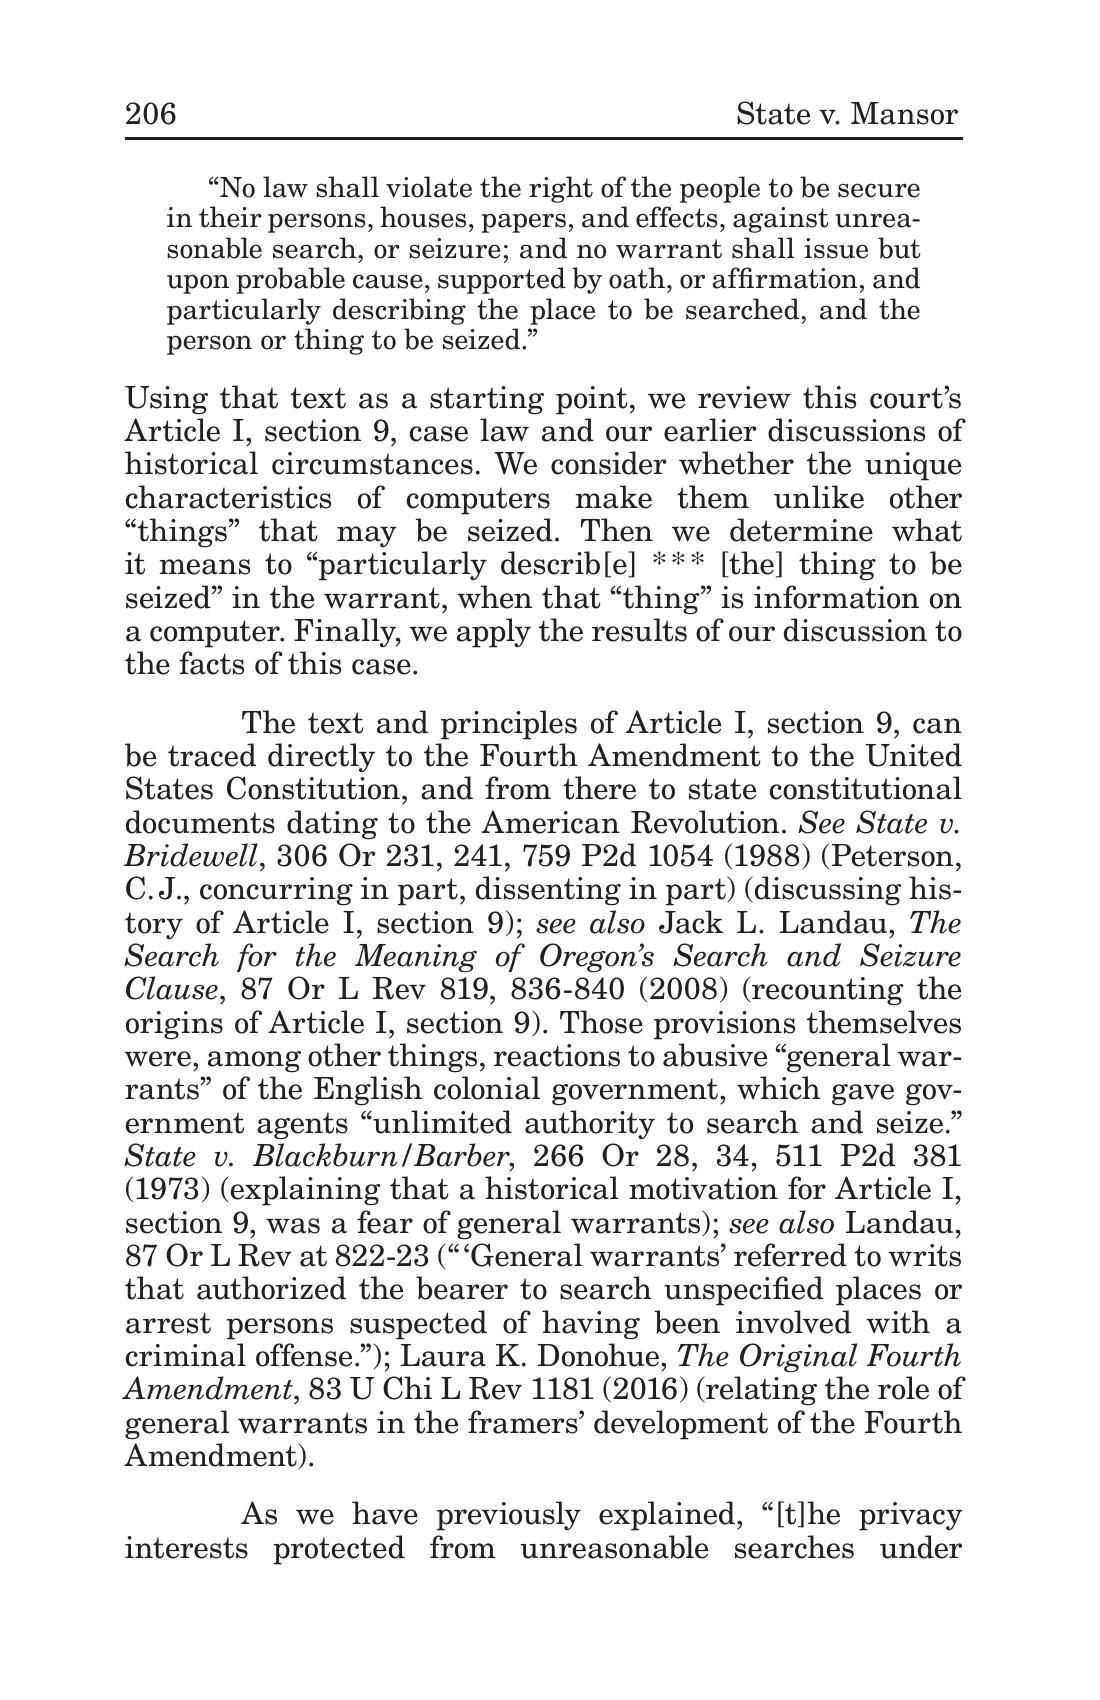 206 State v. Mansor
“No law shall violate the right of the people to be secure
in their persons, houses, papers, and effects, against unrea-
sonable search, or seizure; and no warrant shall issue but
upon probable cause, supported by oath, or affirmation, and
particularly describing the place to be searched, and the
person or thing to be seized.”
Using that text as a starting point, we review this court’s
Article I, section 9, case law and our earlier discussions of
historical circumstances. We consider whether the unique
characteristics of computers make them unlike other
“things” that may be seized. Then we determine what
it means to “particularly describ[e] *** [the] thing to be
seized” in the warrant, when that “thing” is information on
a computer. Finally, we apply the results of our discussion to
the facts of this case.
The text and principles of Article I, section 9, can
be traced directly to the Fourth Amendment to the United
States Constitution, and from there to state constitutional
documents dating to the American Revolution. See State v.
Bridewell, 306 Or 231, 241, 759 P2d 1054 (1988) (Peterson,
C. J., concurring in part, dissenting in part) (discussing his-
tory of Article I, section 9); see also Jack L. Landau, The
Search for the Meaning of Oregon’s Search and Seizure
Clause, 87 Or L Rev 819, 836-840 (2008) (recounting the
origins of Article I, section 9). Those provisions themselves
were, among other things, reactions to abusive “general war-
rants” of the English colonial government, which gave gov-
ernment agents “unlimited authority to search and seize.”
State v. Blackburn/Barber, 266 Or 28, 34, 511 P2d 381
(1973) (explaining that a historical motivation for Article I,
section 9, was a fear of general warrants); see also Landau,
87 Or L Rev at 822-23 (“‘General warrants’ referred to writs
that authorized the bearer to search unspecified places or
arrest persons suspected of having been involved with a
criminal offense.”); Laura K. Donohue, The Original Fourth
Amendment, 83 U Chi L Rev 1181 (2016) (relating the role of
general warrants in the framers’ development of the Fourth
Amendment).
As we have previously explained, “[t]he privacy
interests protected from unreasonable searches under